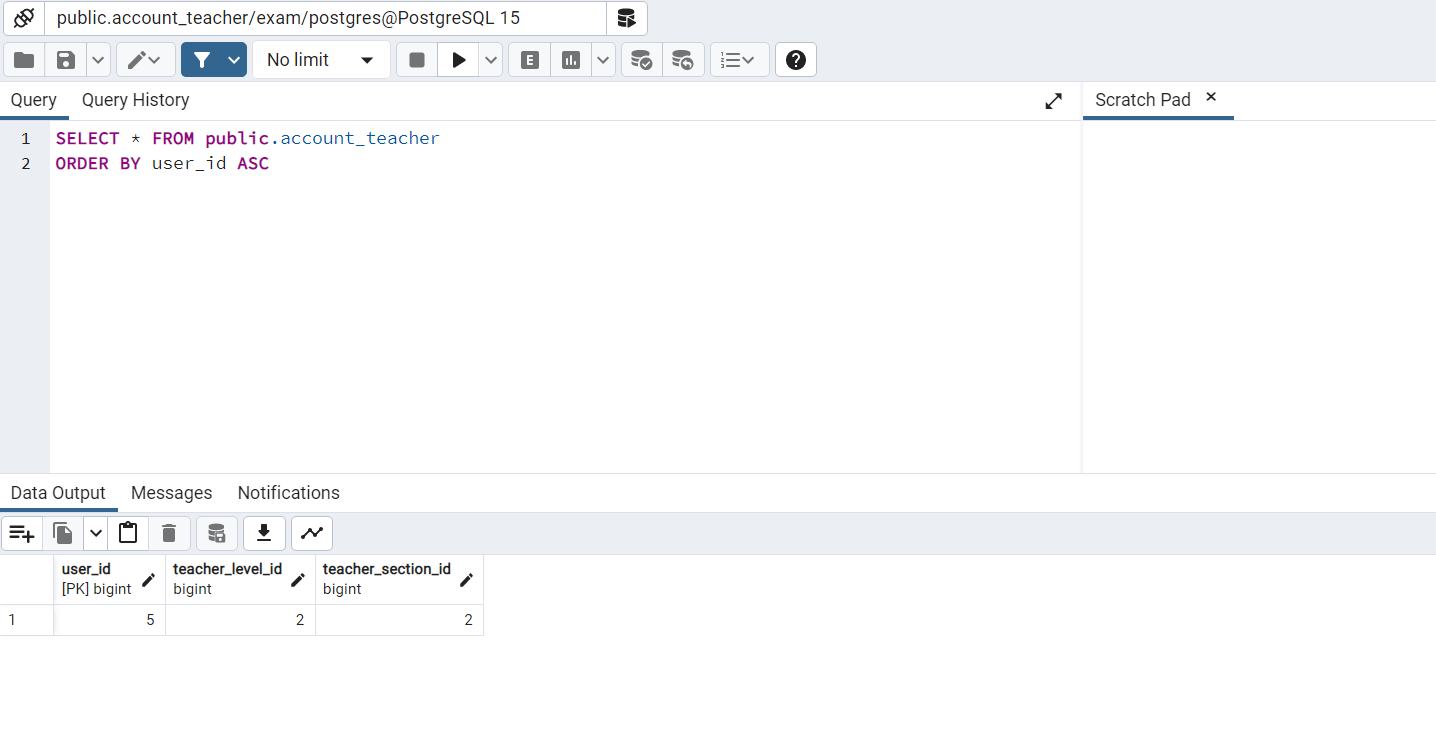 public.account_teacher/exam/postgres@PostgreSQL 15
No limit
E
Query Query History
Scratch Pad
1 SELECT * FROM public.account_teacher
2 ORDER BY user_id ASC
Data Output Messages Notifications
user_id teacher_level_id teacher_section_id
[PK] bigint bigint bigint
1 5 2 2